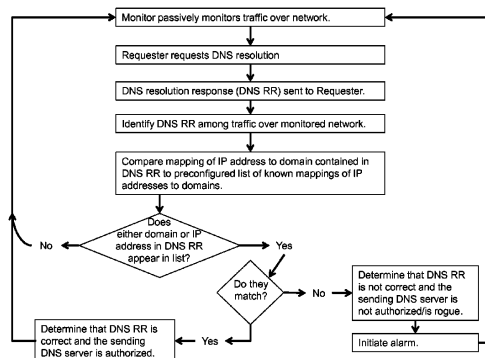 Monitor passively monitors traffic over network.
Requester requests DNS resolution
DNS resolution response (DNS RR) sent to Requester.
Identify DNS RR among traffic over monitored network.
Compare mapping of IP address to domain contained in
DNS RR to preconfigured list of known mappings of IP
addresses to domains.
Does
either domain or IP
address in DNS RR
appear in list?
No
Yes
Do they
match?
No
Determine that DNS RR
is not correct and the
sending DNS server is
not authorized/is rogue.
Yes
Determine that DNS RR is
correct and the sending
DNS server is authorized.
Initiate alarm.